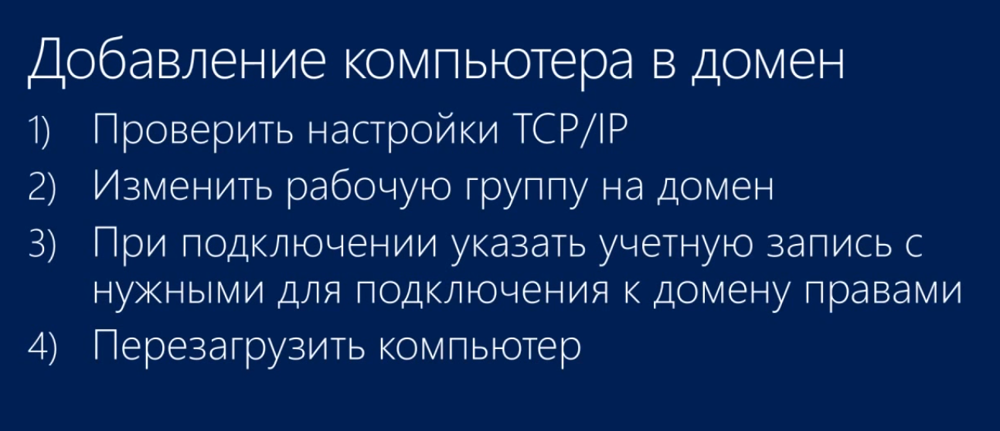 Добавление компьютера в домен
1) Проверить настройки TCP/IP
2) Изменить рабочую группу на домен
3) При подключении указать учетную запись с
нужными для подключения к домену правами
4) Перезагрузить компьютер